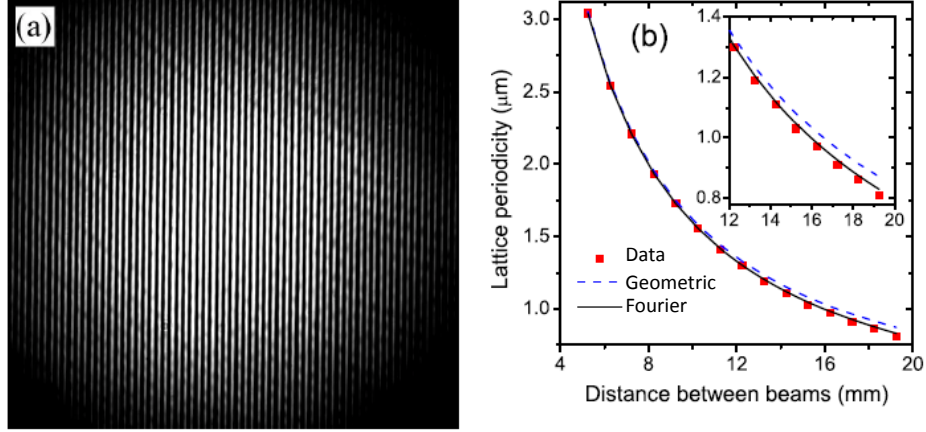 (a)
(b)
Lattice periodicity (μm)
3.0
2.5
2.0
1.5
1.0
4 8 12 16 20
Distance between beams (mm)
Data
Geometric
Fourier
1.4
1.2
1.0
0.8
12 14 16 18 20